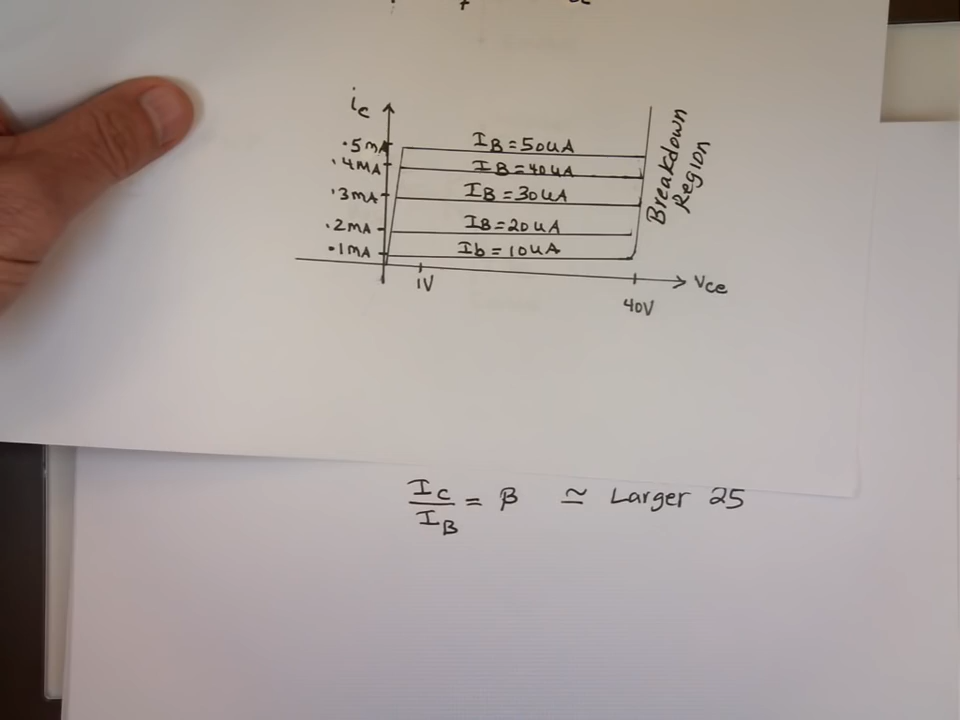 ic
.5mA
.4MA
.3MA
.2MA
.1MA
IB=50uA
IB=40uA
IB=30uA
IB=20uA
Ib=10uA
Breakdown
Region
1V
40V
Vce
Ic/IB = β ≃ Larger 25